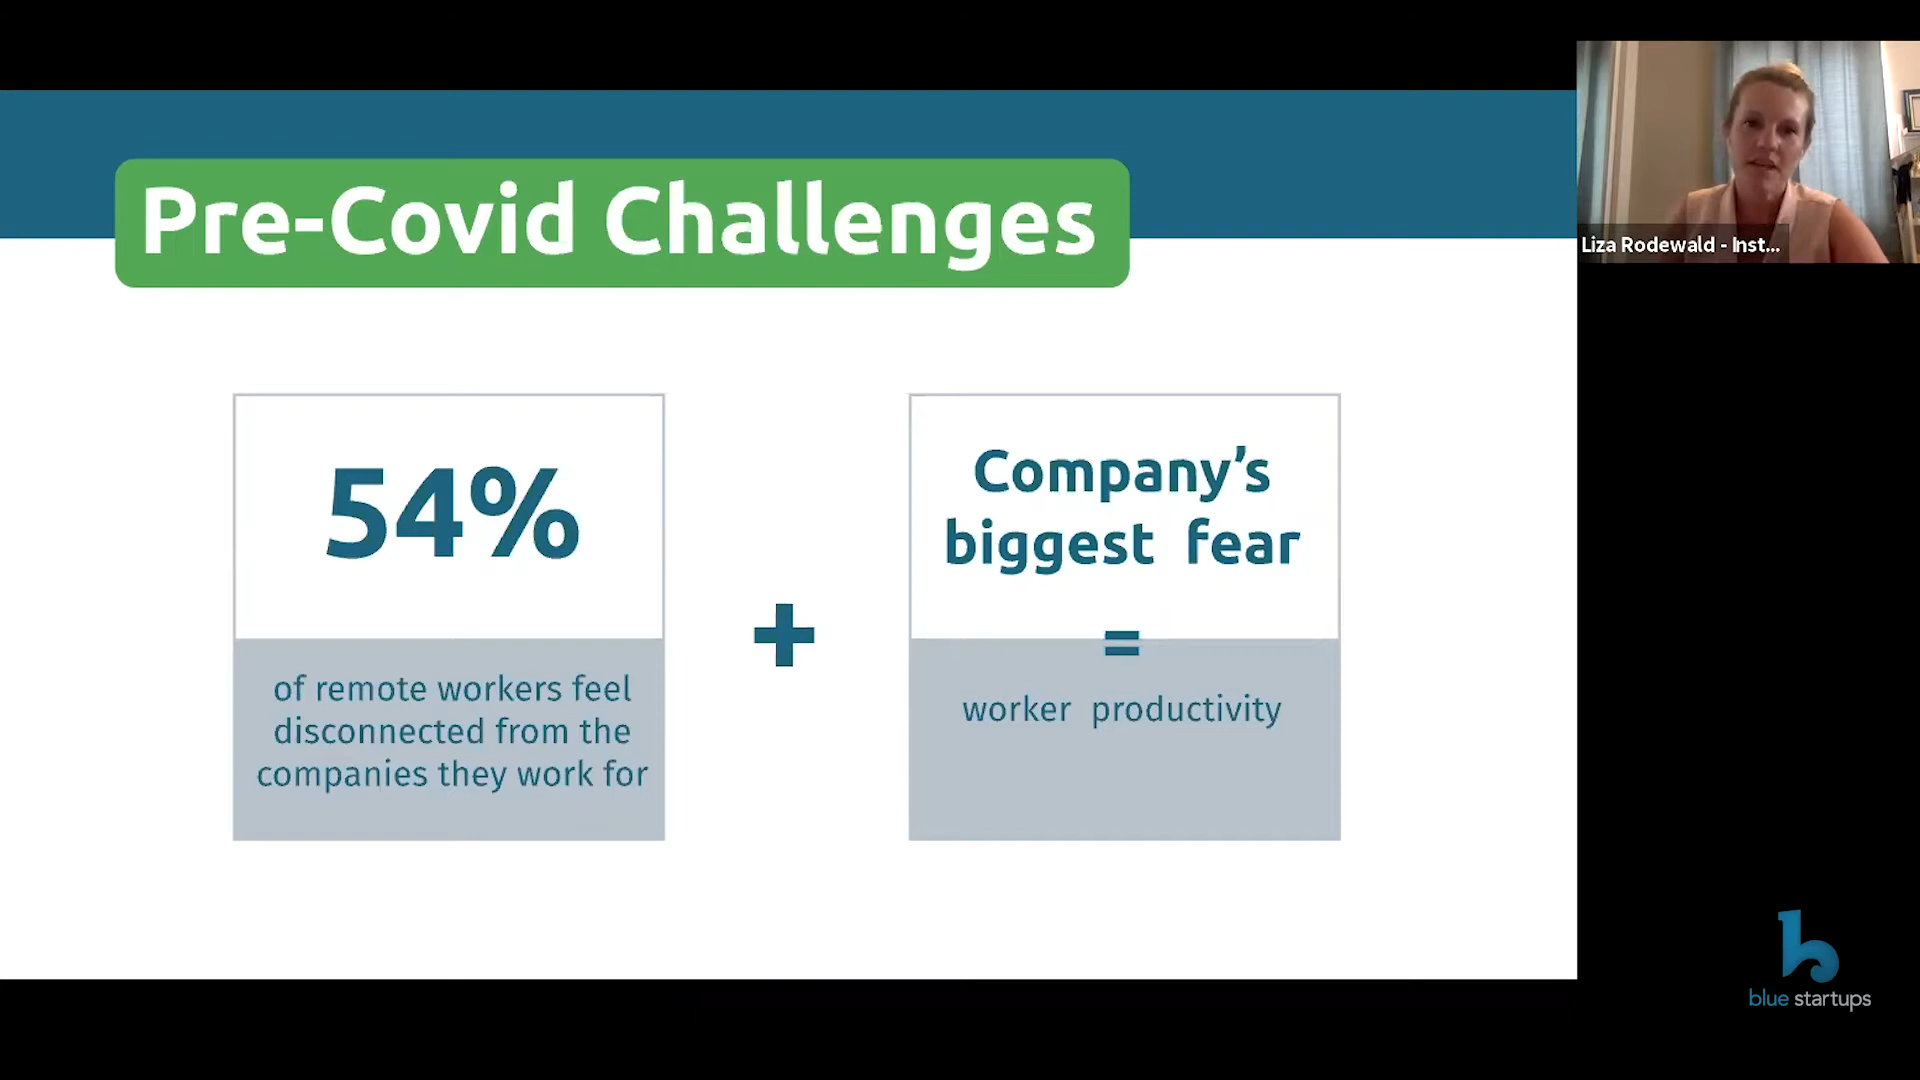 Pre-Covid Challenges
54%
of remote workers feel
disconnected from the
companies they work for
+
Company's
biggest fear
=
worker productivity
Liza Rodewald - Inst...
blue startups